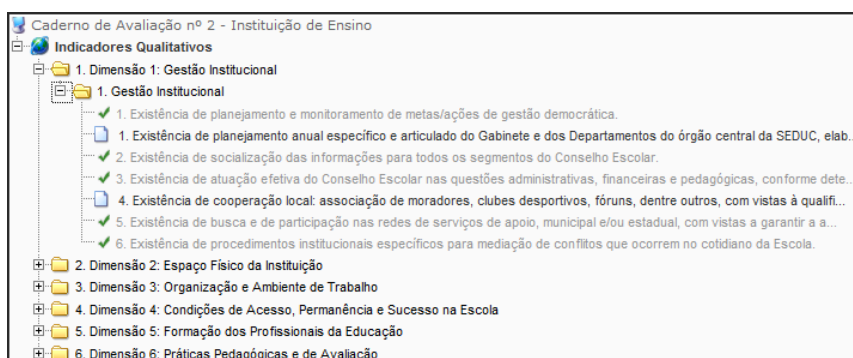 Caderno de Avaliação nº 2 - Instituição de Ensino
Indicadores Qualitativos
1. Dimensão 1: Gestão Institucional
1. Gestão Institucional
1. Existência de planejamento e monitoramento de metas/ações de gestão democrática.
1. Existência de planejamento anual específico e articulado do Gabinete e dos Departamentos do órgão central da SEDUC, elab..
2. Existência de socialização das informações para todos os segmentos do Conselho Escolar.
3. Existência de atuação efetiva do Conselho Escolar nas questões administrativas, financeiras e pedagógicas, conforme dete...
4. Existência de cooperação local: associação de moradores, clubes desportivos, fóruns, dentre outros, com vistas à qualifi...
5. Existência de busca e de participação nas redes de serviços de apoio, municipal e/ou estadual, com vistas a garantir a a...
6. Existência de procedimentos institucionais específicos para mediação de conflitos que ocorrem no cotidiano da Escola.
2. Dimensão 2: Espaço Físico da Instituição
3. Dimensão 3: Organização e Ambiente de Trabalho
4. Dimensão 4: Condições de Acesso, Permanência e Sucesso na Escola
5. Dimensão 5: Formação dos Profissionais da Educação
6. Dimensão 6: Práticas Pedagógicas e de Avaliação